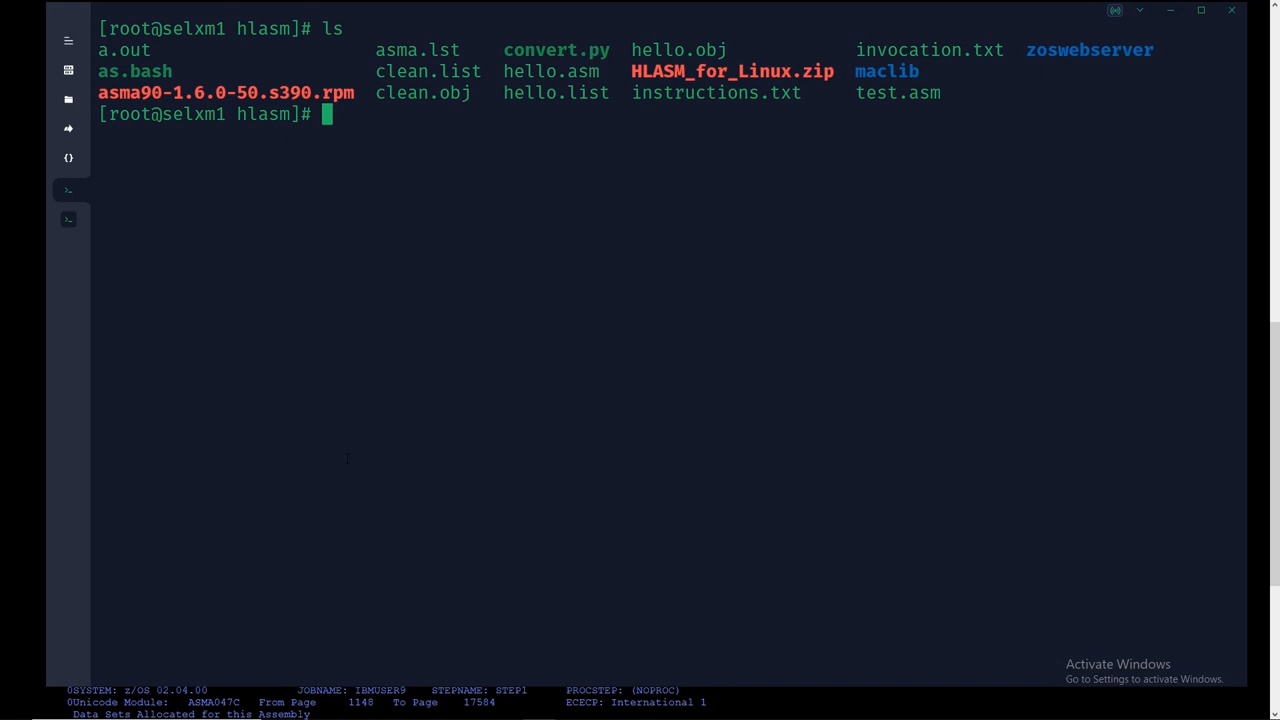 [root@selxm1 hlasm]# ls
a.out asma.lst convert.py hello.obj invocation.txt zoswebserver
as.bash clean.list hello.asm HLASM_for_Linux.zip maclib
asma90-1.6.0-50.s390.rpm clean.obj hello.list instructions.txt test.asm
[root@selxm1 hlasm]#
Activate Windows
Go to Settings to activate Windows.
0SYSTEM: z/OS 02.04.00 JOBNAME: IBMUSER9 STEPNAME: STEP1 PROCSTEP: (NOPROC)
0Unicode Module: ASMA047C From Page 1148 To Page 17584 ECECP: International 1
Data Sets Allocated for this Assembly